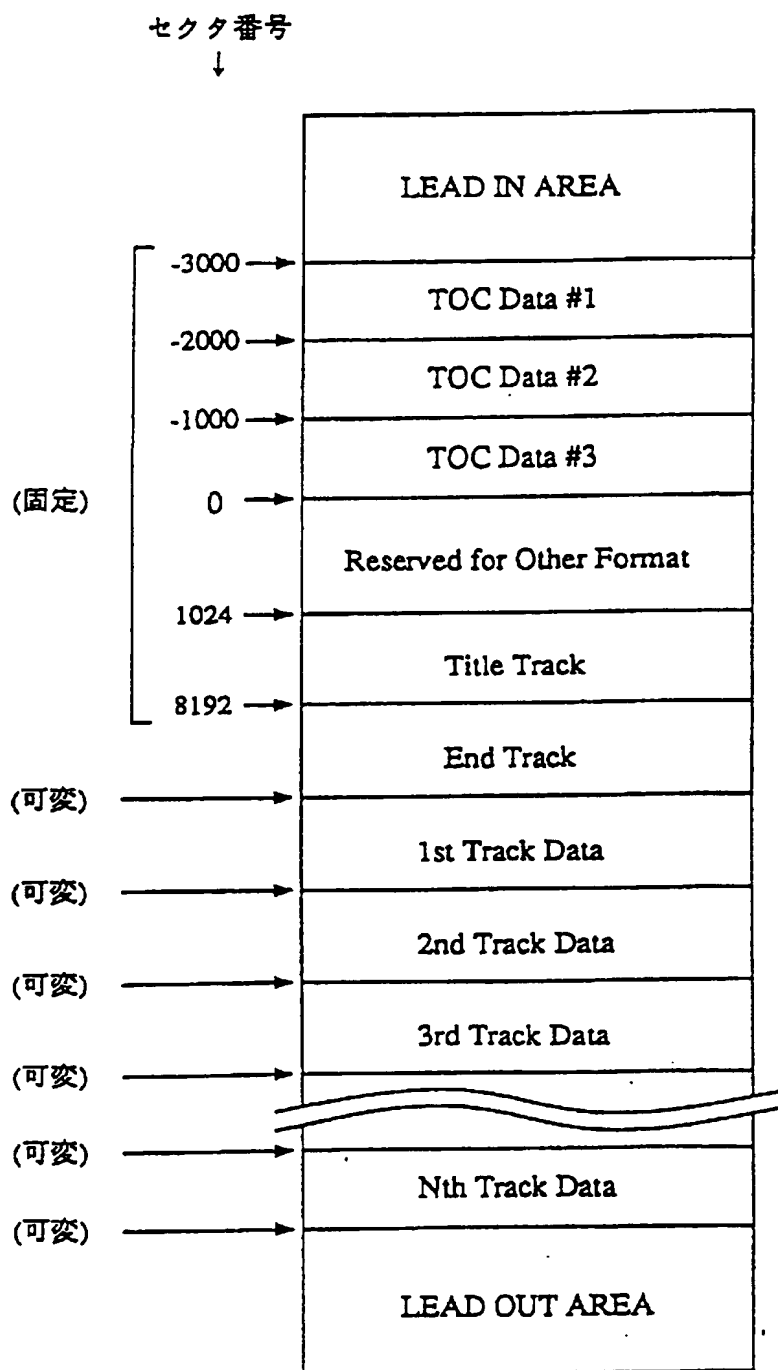 セクタ番号
↓
LEAD IN AREA
-3000
TOC Data #1
-2000
TOC Data #2
-1000
TOC Data #3
(固定)
0
Reserved for Other Format
1024
Title Track
8192
End Track
(可変)
1st Track Data
(可変)
2nd Track Data
(可変)
3rd Track Data
(可変)
(可変)
Nth Track Data
(可変)
LEAD OUT AREA